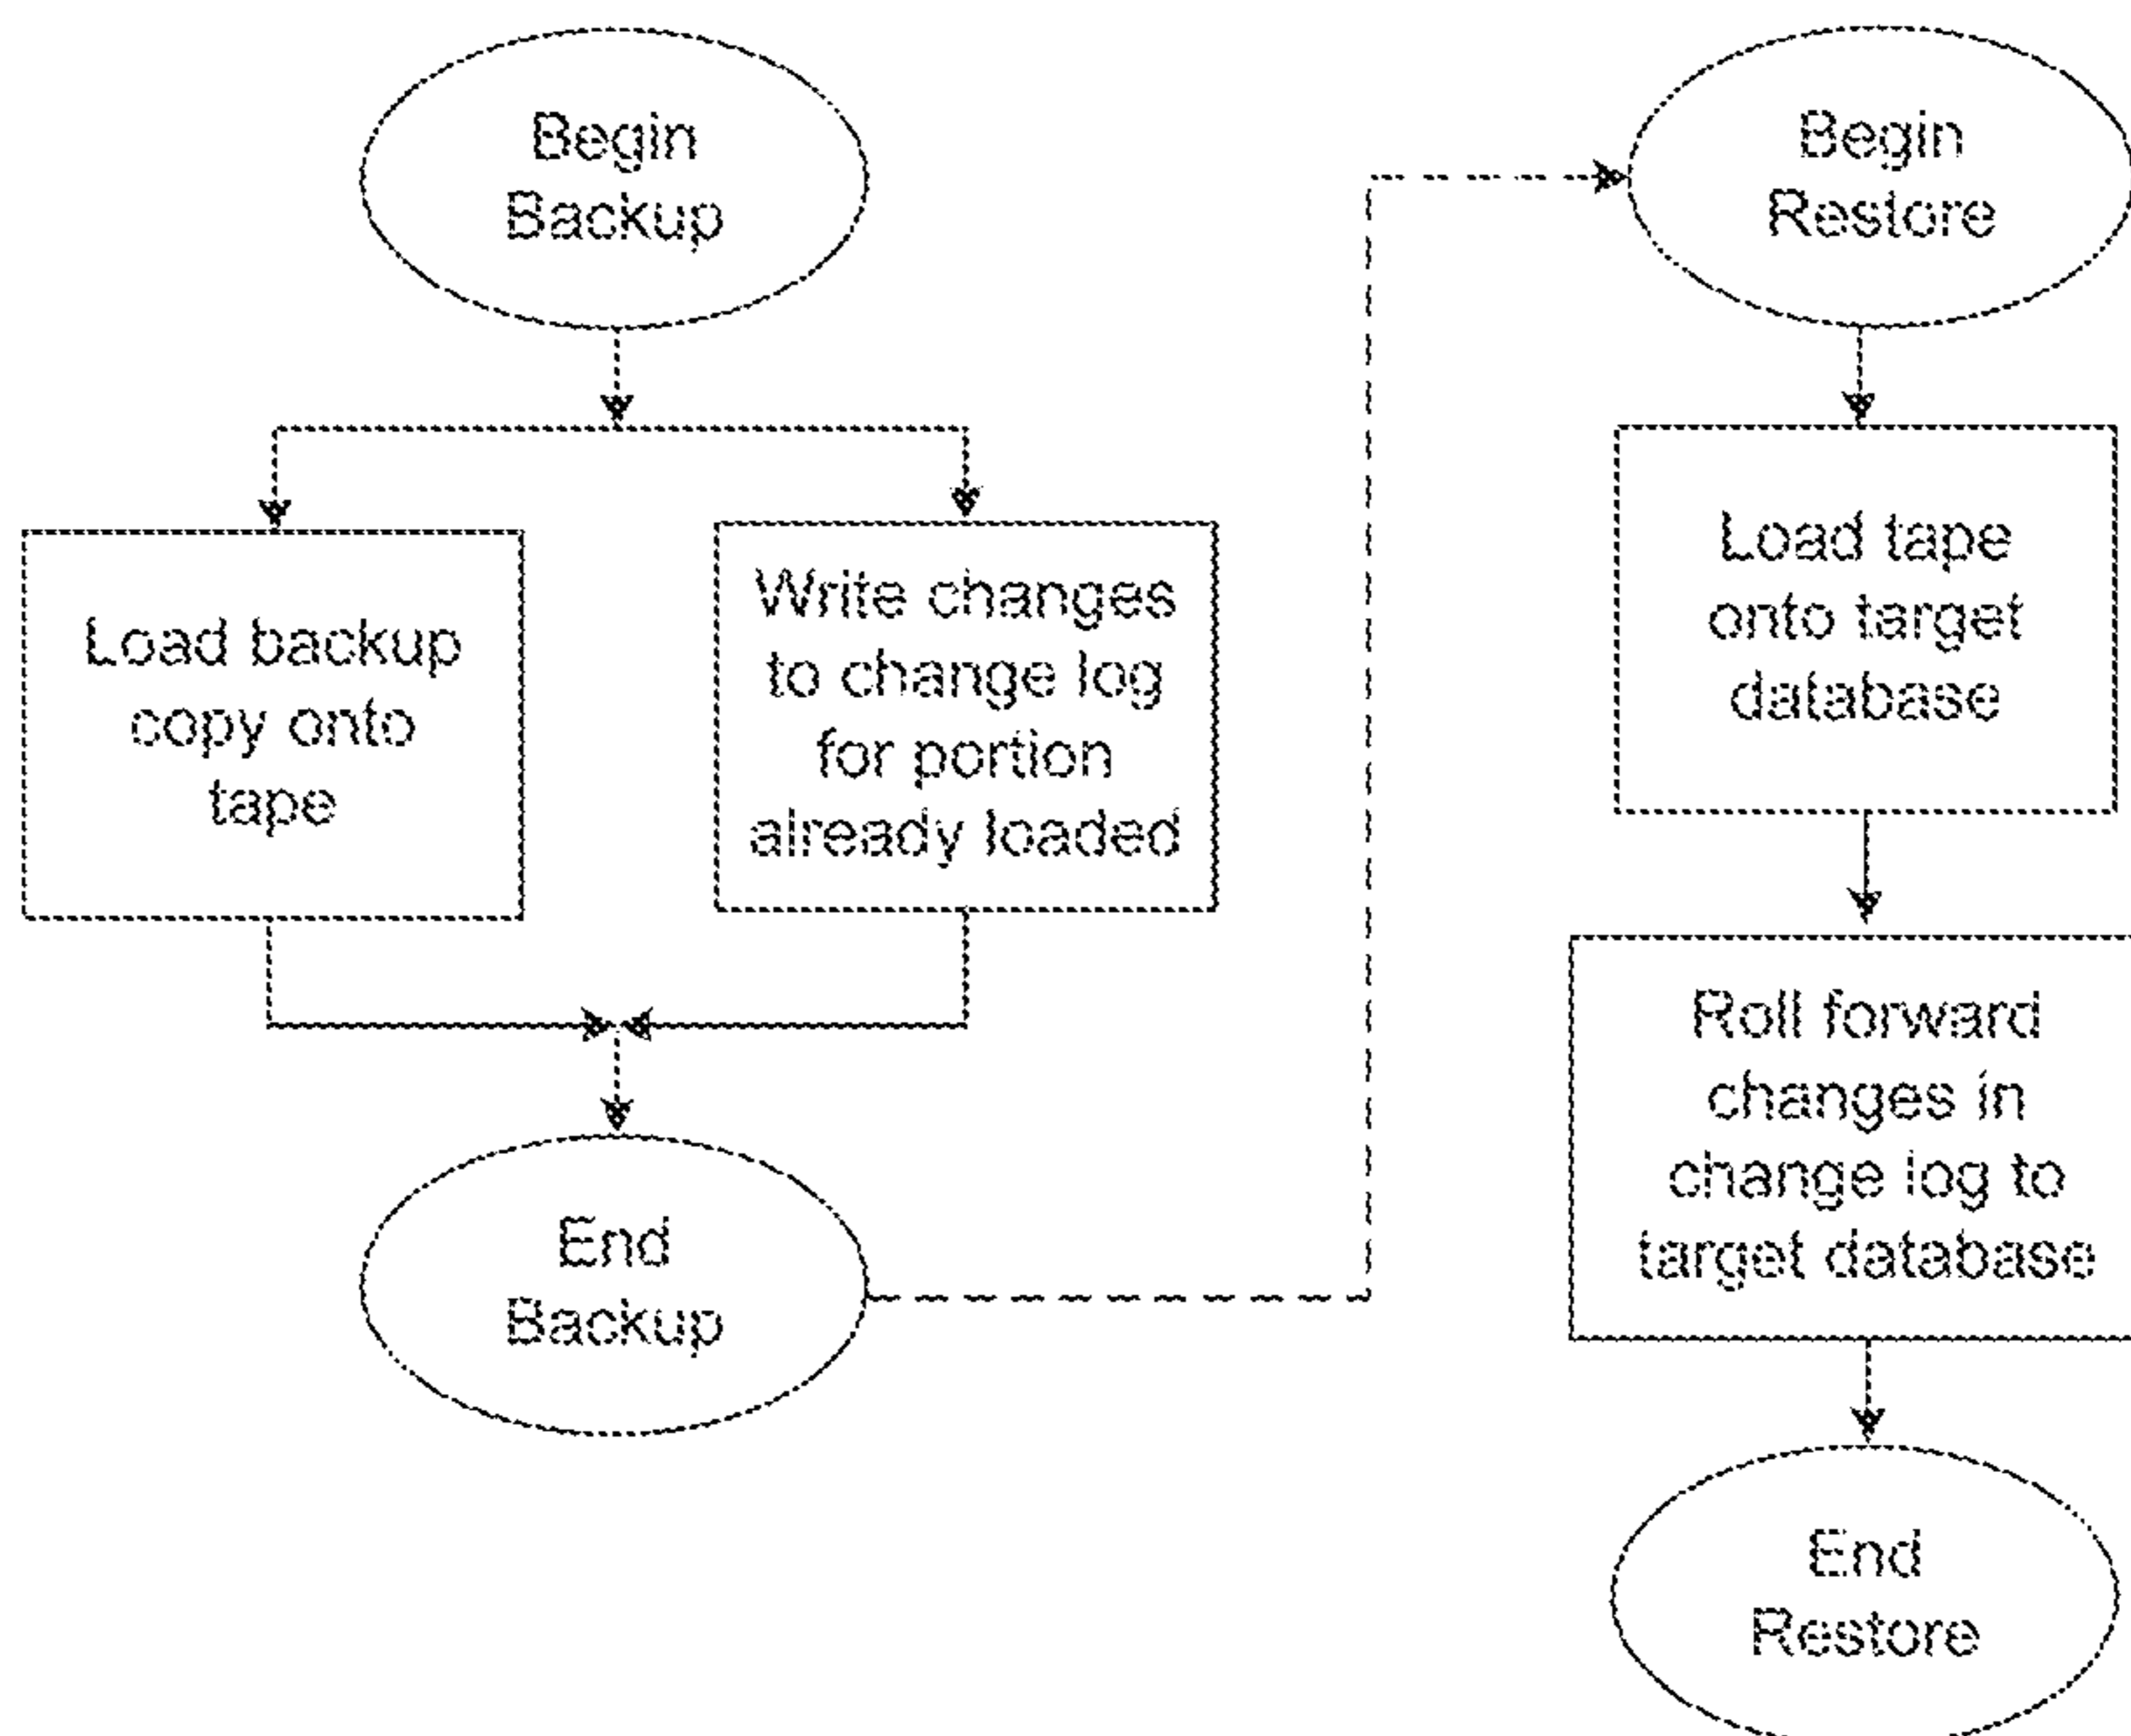 Begin
Backup
Load backup
copy onto
tape
Write changes
to change log
for portion
already loaded
End
Backup
Begin
Restore
Load tape
onto target
database
Roll forward
changes in
change log to
target database
End
Restore